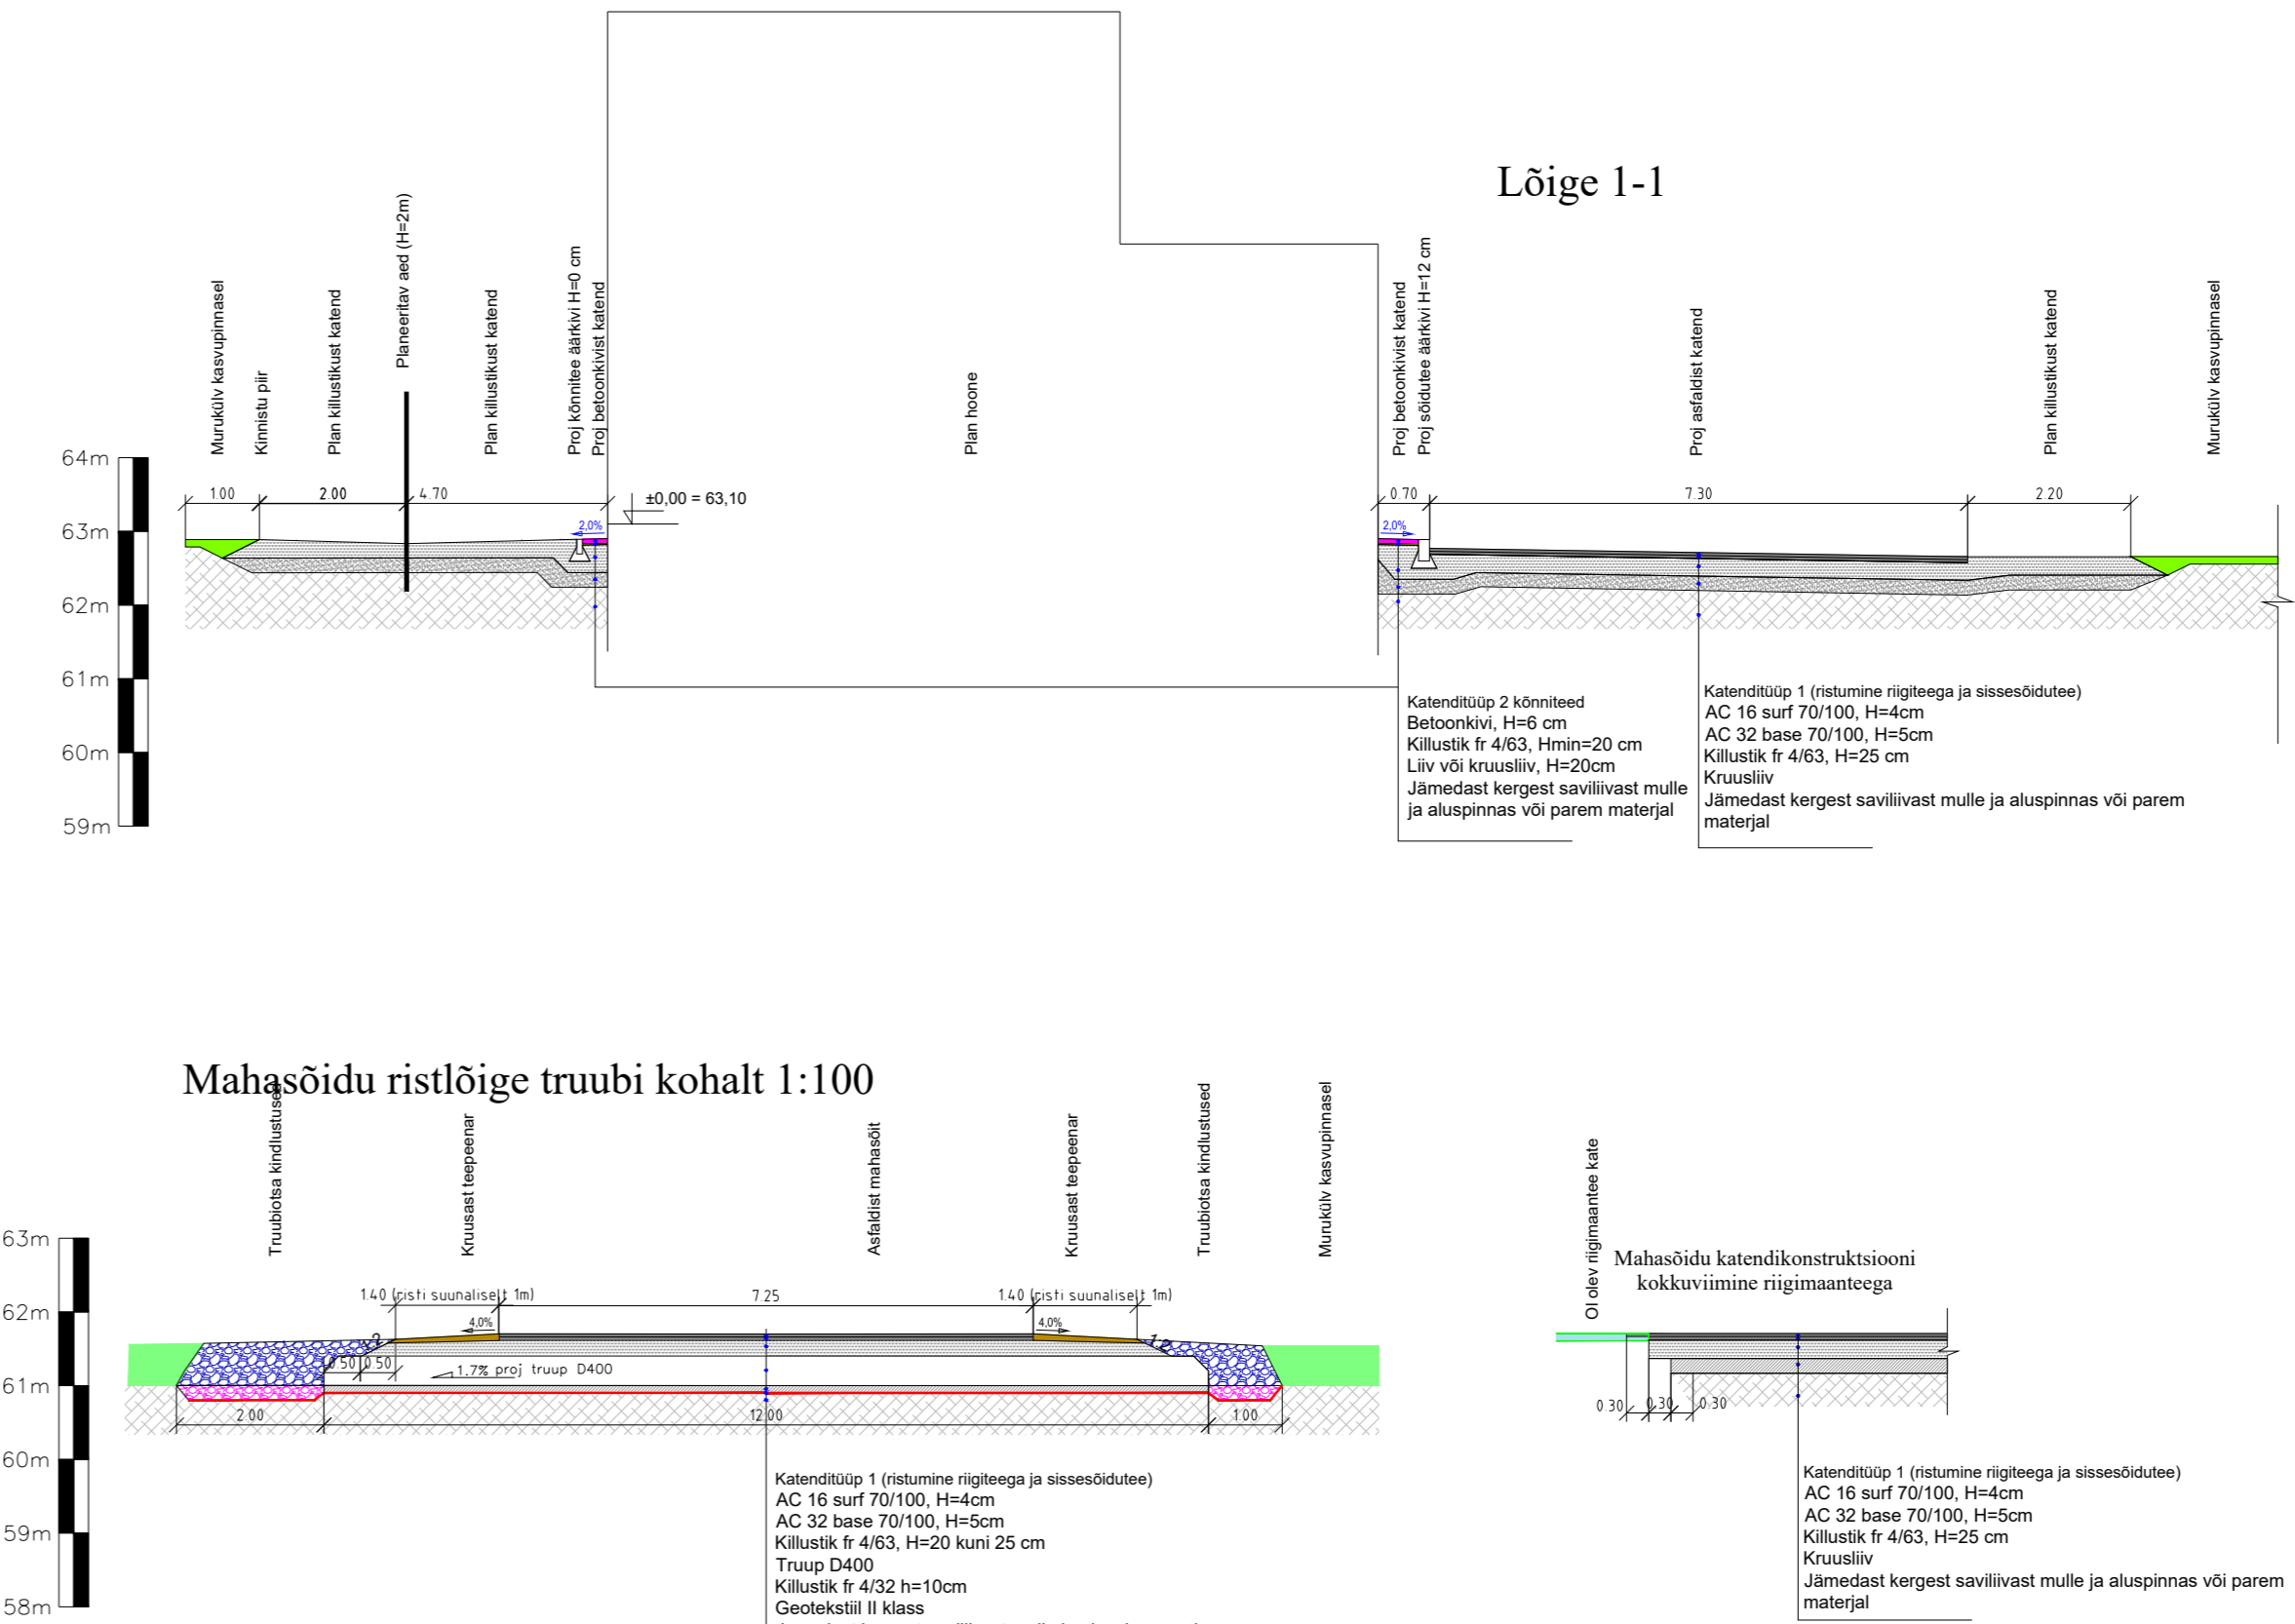 Lõige 1-1
Murukülv kasvupinnasel
Kinnistu piir
Plan killustikust katend
Planeeritav aed (H=2m)
Plan killustikust katend
Proj kõnnitee äärkivi H=0 cm
Proj betoonkivist katend
Plan hoone
Proj betoonkivist katend
Proj sõidutee äärkivi H=12 cm
Proj asfaldist katend
Plan killustikust katend
Murukülv kasvupinnasel
64m
63m
62m
61m
60m
59m
1.00
2.00
4.70
±0,00 = 63,10
2,0%
0.70
7.30
2.20
2,0%
Katenditüüp 2 kõnniteed
Betoonkivi, H=6 cm
Killustik fr 4/63, Hmin=20 cm
Liiv või kruusliiv, H=20cm
Jämedast kergest saviliivast mulle
ja aluspinnas või parem materjal
Katenditüüp 1 (ristumine riigiteega ja sissesõidutee)
AC 16 surf 70/100, H=4cm
AC 32 base 70/100, H=5cm
Killustik fr 4/63, H=25 cm
Kruusliiv
Jämedast kergest saviliivast mulle ja aluspinnas või parem
materjal
Mahasõidu ristlõige truubi kohalt 1:100
Truubiotsa kindlustused
Kruusast teepeenar
Asfaldist mahasõit
Kruusast teepeenar
Truubiotsa kindlustused
Murukülv kasvupinnasel
63m
62m
61m
60m
59m
58m
1.40 (risti suunaliselt 1m)
7.25
1.40 (risti suunaliselt 1m)
4,0%
4,0%
1:2
0.50
0.50
1.7% proj truup D400
2.00
12.00
1.00
Katenditüüp 1 (ristumine riigiteega ja sissesõidutee)
AC 16 surf 70/100, H=4cm
AC 32 base 70/100, H=5cm
Killustik fr 4/63, H=20 kuni 25 cm
Truup D400
Killustik fr 4/32 h=10cm
Geotekstiil II klass
Ol olev riigimaantee kate
Mahasõidu katendikonstruktsiooni
kokkuviimine riigimaanteega
0.30
0.30
0.30
Katenditüüp 1 (ristumine riigiteega ja sissesõidutee)
AC 16 surf 70/100, H=4cm
AC 32 base 70/100, H=5cm
Killustik fr 4/63, H=25 cm
Kruusliiv
Jämedast kergest saviliivast mulle ja aluspinnas või parem
materjal